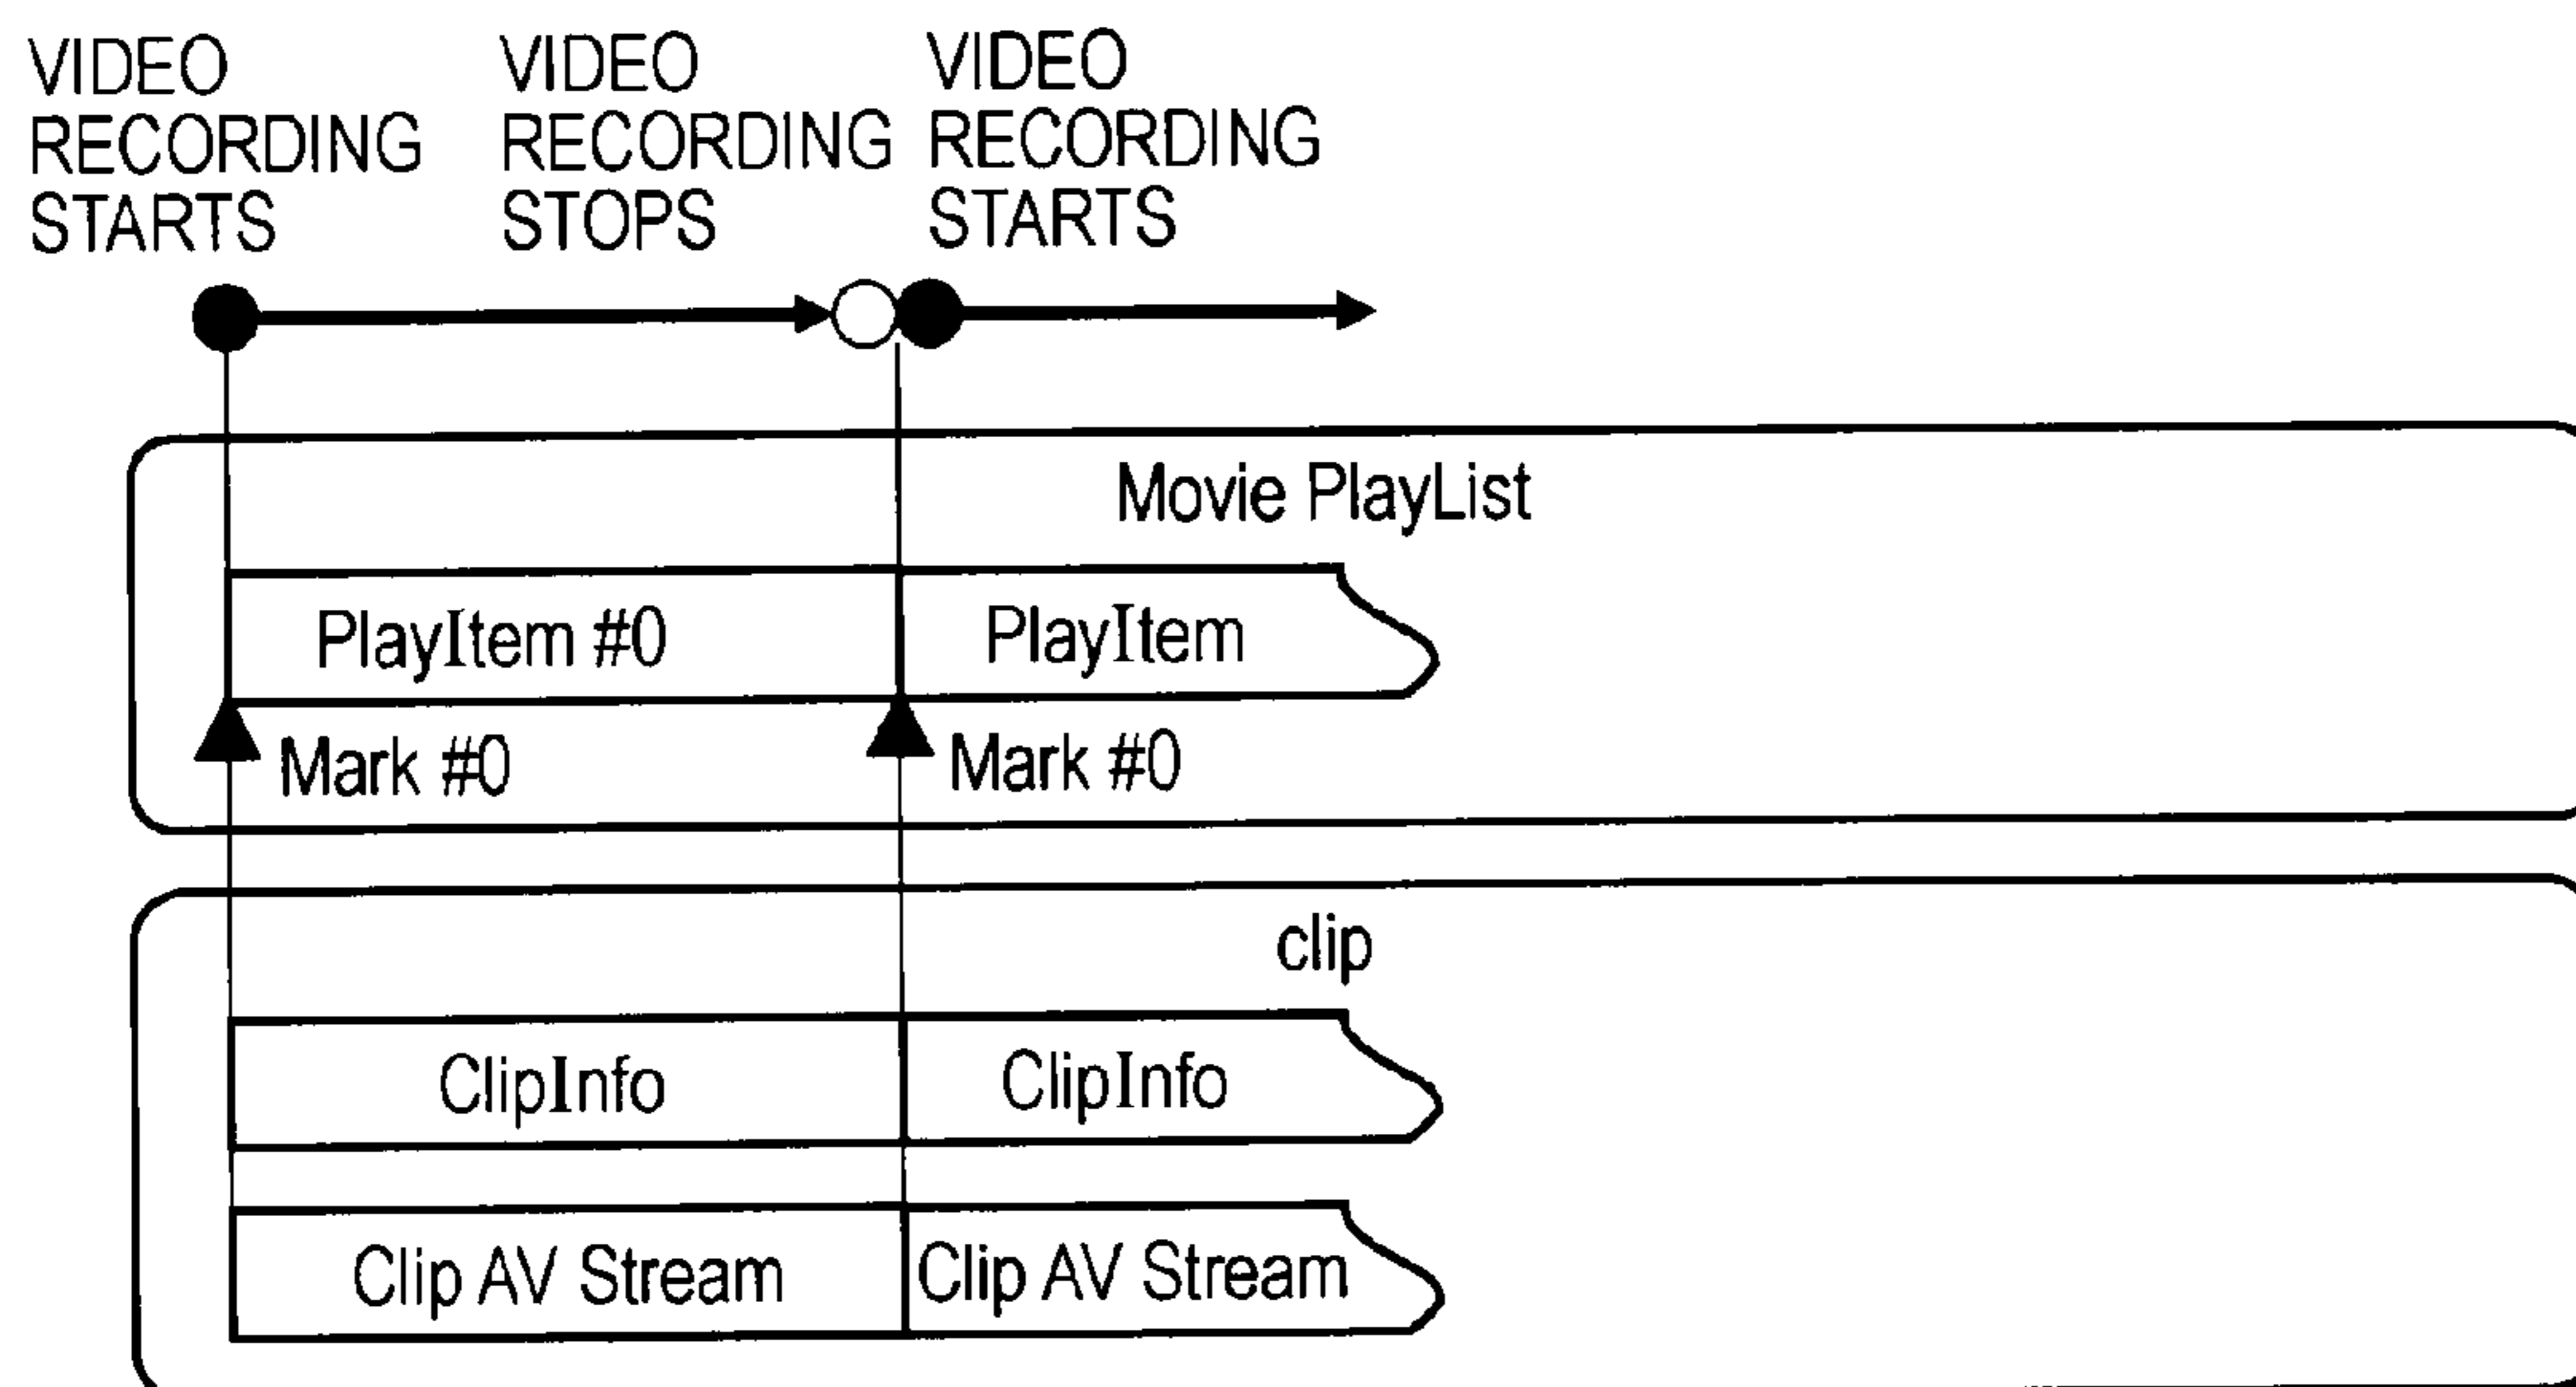 VIDEO
RECORDING
STARTS
VIDEO
RECORDING
STOPS
VIDEO
RECORDING
STARTS
Movie PlayList
PlayItem #0
PlayItem
Mark #0
Mark #0
clip
ClipInfo
ClipInfo
Clip AV Stream
Clip AV Stream